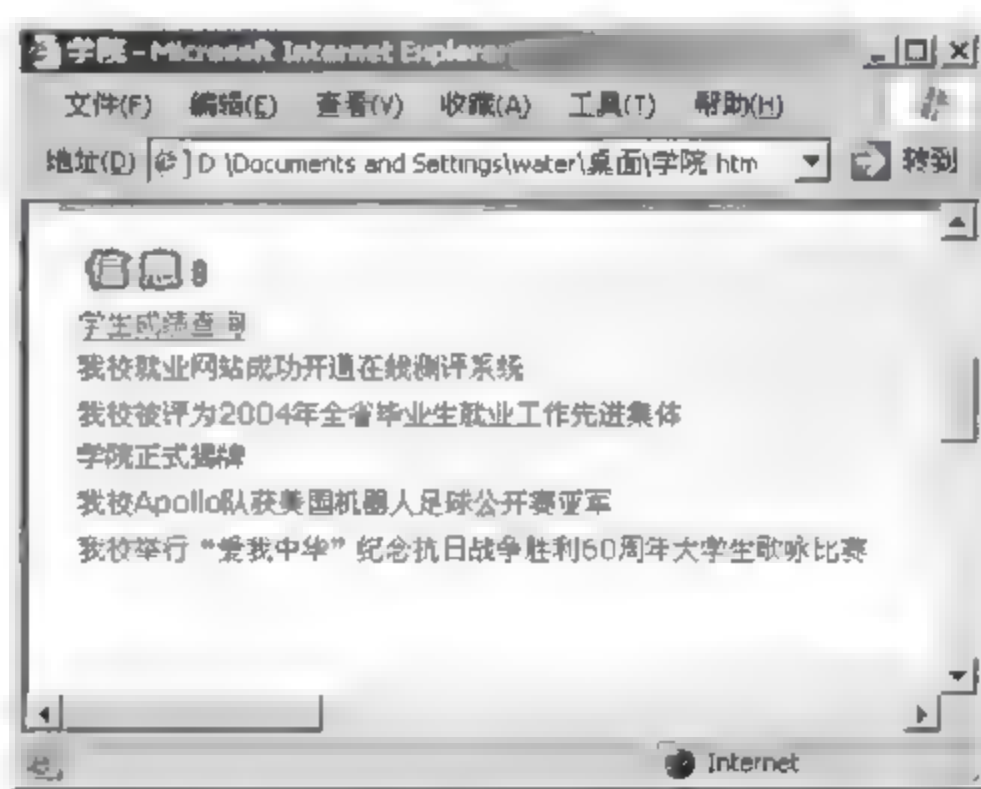 学院 - Microsoft Internet Explorer
文件(F) 编辑(E) 查看(V) 收藏(A) 工具(T) 帮助(H)
地址(D) D \Documents and Settings\water\桌面\学院 htm 转到
学生成绩查询
我校就业网站成功开通在线测评系统
我校被评为2004年全省毕业生就业工作先进集体
学院正式揭牌
我校Apollo队获美国机器人足球公开赛亚军
我校举行“爱我中华”纪念抗日战争胜利60周年大学生歌咏比赛
Internet